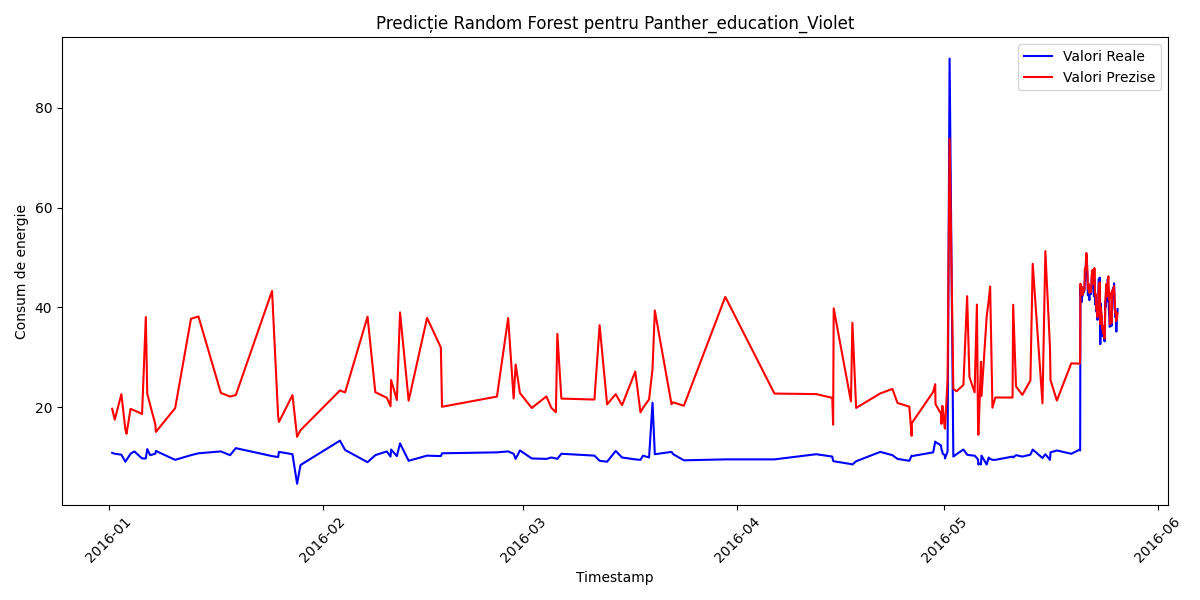 Predicție Random Forest pentru Panther_education_Violet
Valori Reale
Valori Prezise
Consum de energie
80
60
40
20
2016-01
2016-02
2016-03
2016-04
2016-05
2016-06
Timestamp